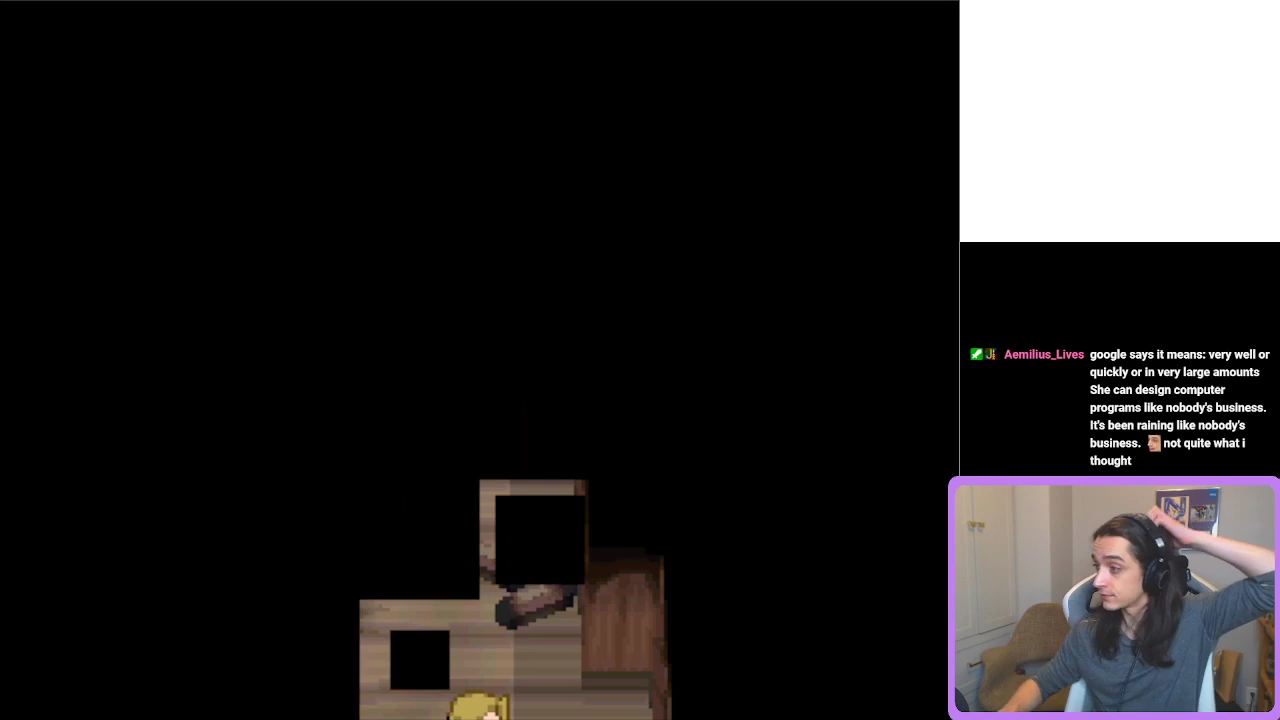 Aemilius_Lives google says it means: very well or
quickly or in very large amounts
She can design computer
programs like nobody's business.
It's been raining like nobody's
business. not quite what i
thought